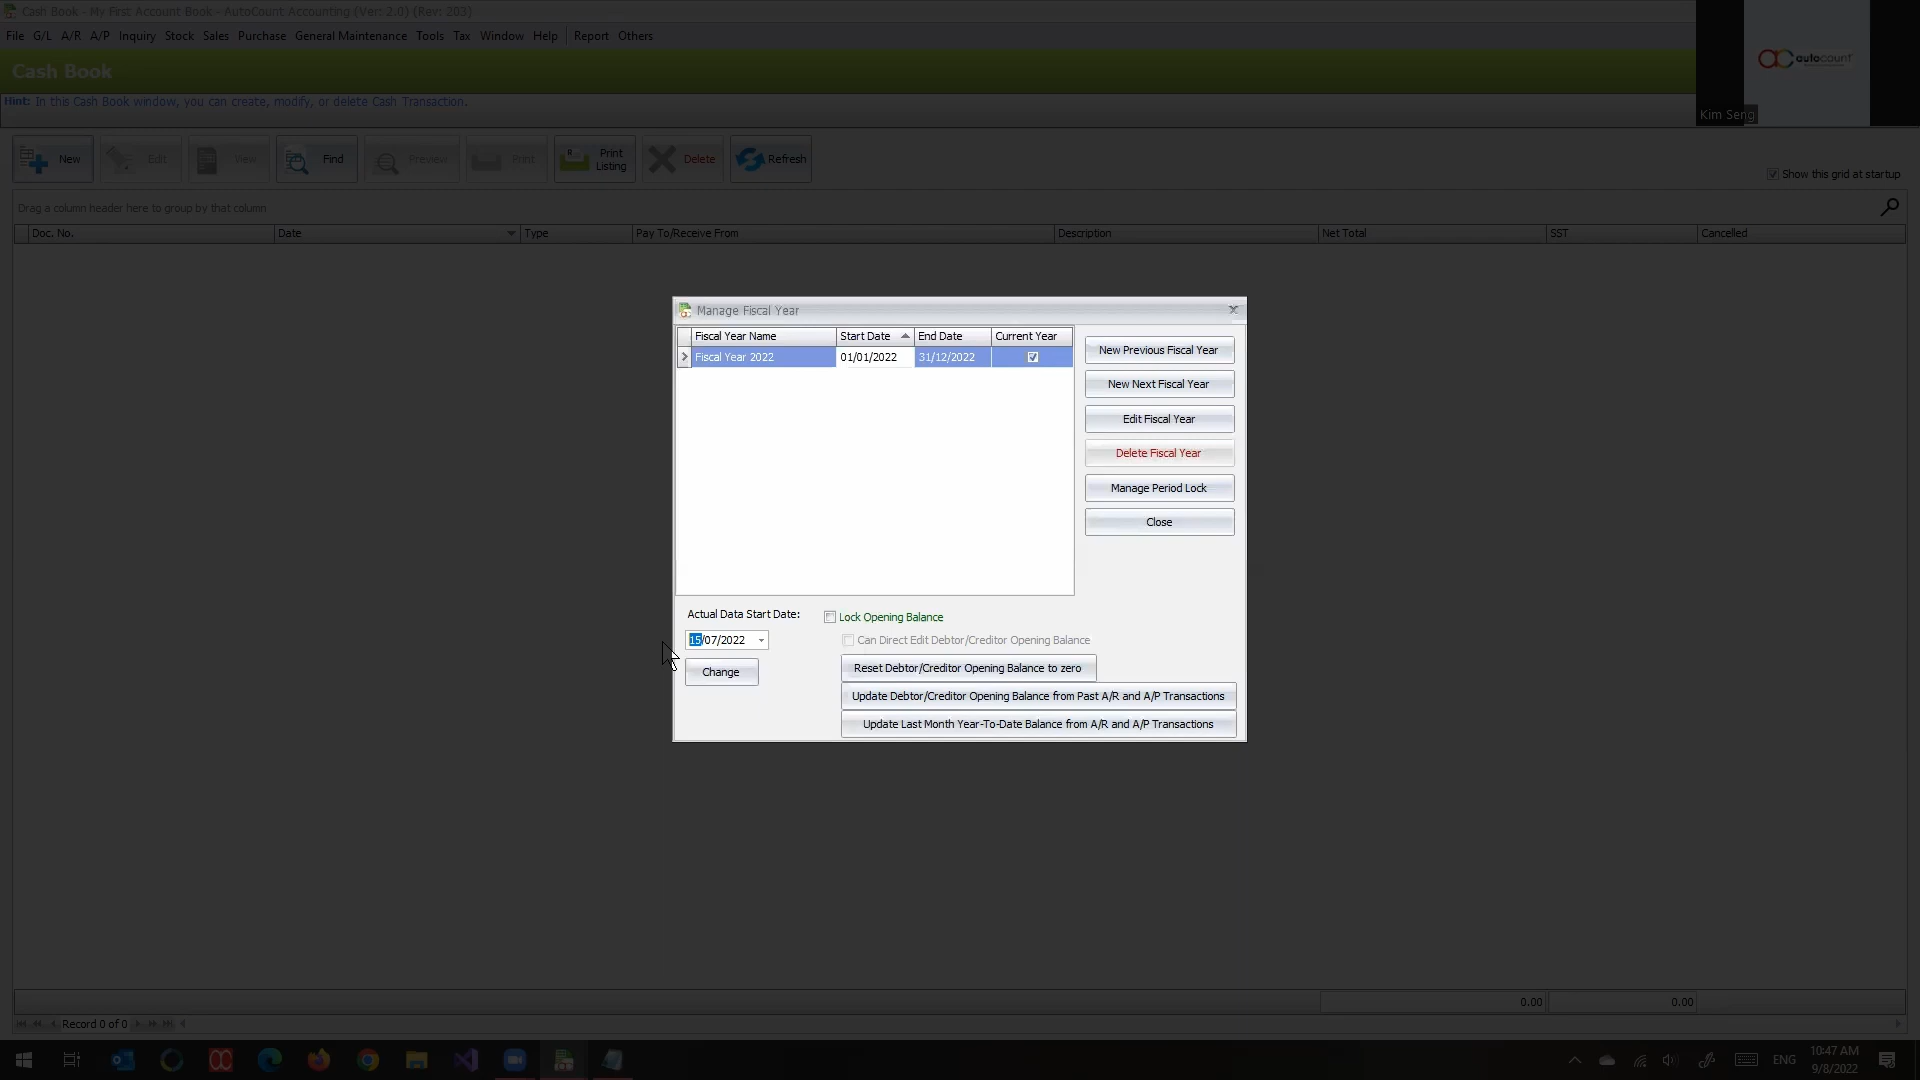 Cash Book - My First Account Book - AutoCount Accounting (Ver: 2.0) (Rev: 203)
File G/L A/R A/P Inquiry Stock Sales Purchase General Maintenance Tools Tax Window Help Report Others
autocount
Cash Book
Hint: In this Cash Book window, you can create, modify, or delete Cash Transaction.
Kim Seng
New Edit View Find Preview Print Print Listing Delete Refresh
Show this grid at startup
Drag a column header here to group by that column
Doc. No. Date Type Pay To/Receive From Description Net Total SST Cancelled
Manage Fiscal Year
Fiscal Year Name Start Date End Date Current Year
Fiscal Year 2022 01/01/2022 31/12/2022
New Previous Fiscal Year
New Next Fiscal Year
Edit Fiscal Year
Delete Fiscal Year
Manage Period Lock
Close
Actual Data Start Date:
15/07/2022
Change
Lock Opening Balance
Can Direct Edit Debtor/Creditor Opening Balance
Reset Debtor/Creditor Opening Balance to zero
Update Debtor/Creditor Opening Balance from Past A/R and A/P Transactions
Update Last Month Year-To-Date Balance from A/R and A/P Transactions
0.00 0.00
Record 0 of 0
ENG
10:47 AM
9/8/2022